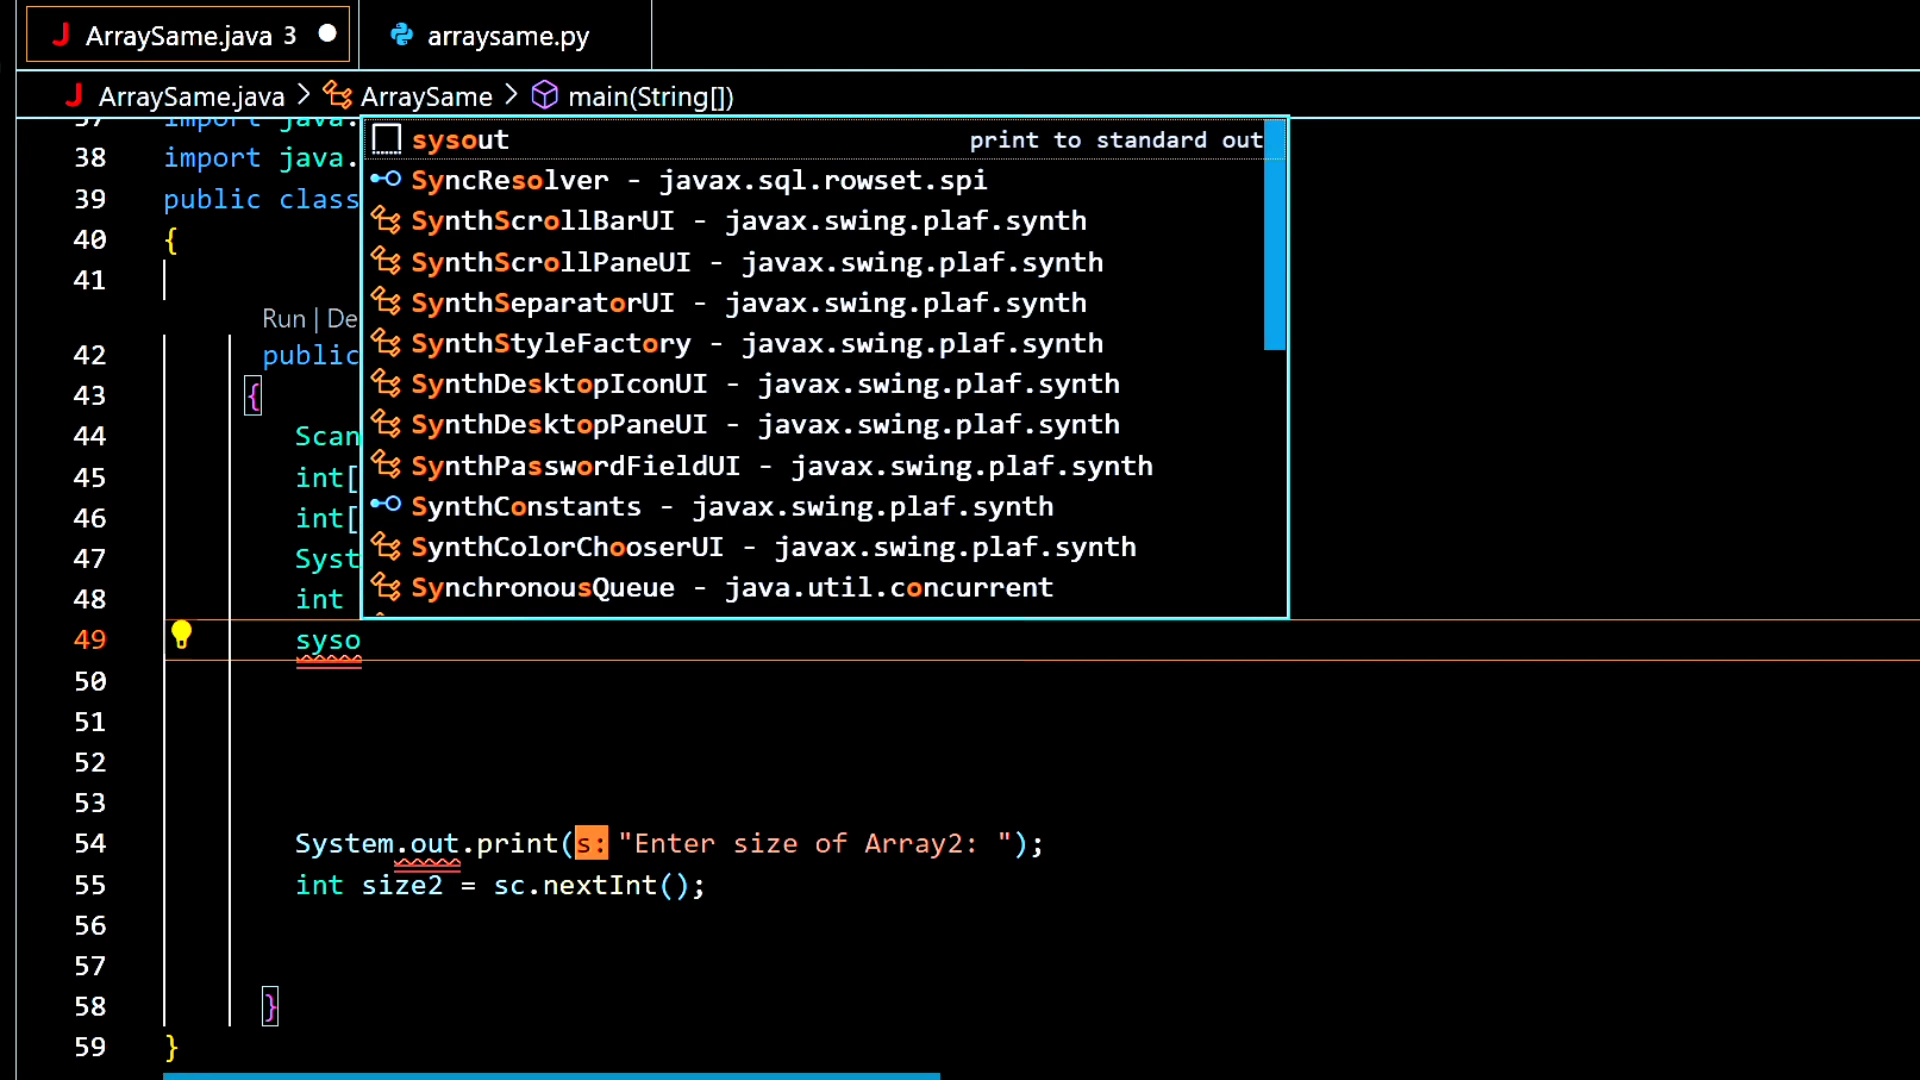 ArraySame.java 3
arraysame.py
ArraySame.java > ArraySame > main(String[])
37 import java.
38 import java.
39 public class
40 {
41
Run | De
42 public
43 {
44 Scan
45 int[
46 int[
47 Syst
48 int
49 syso
sysout print to standard out
SyncResolver - javax.sql.rowset.spi
SynthScrollBarUI - javax.swing.plaf.synth
SynthScrollPaneUI - javax.swing.plaf.synth
SynthSeparatorUI - javax.swing.plaf.synth
SynthStyleFactory - javax.swing.plaf.synth
SynthDesktopIconUI - javax.swing.plaf.synth
SynthDesktopPaneUI - javax.swing.plaf.synth
SynthPasswordFieldUI - javax.swing.plaf.synth
SynthConstants - javax.swing.plaf.synth
SynthColorChooserUI - javax.swing.plaf.synth
SynchronousQueue - java.util.concurrent
50
51
52
53
54 System.out.print(s: "Enter size of Array2: ");
55 int size2 = sc.nextInt();
56
57
58 }
59 }